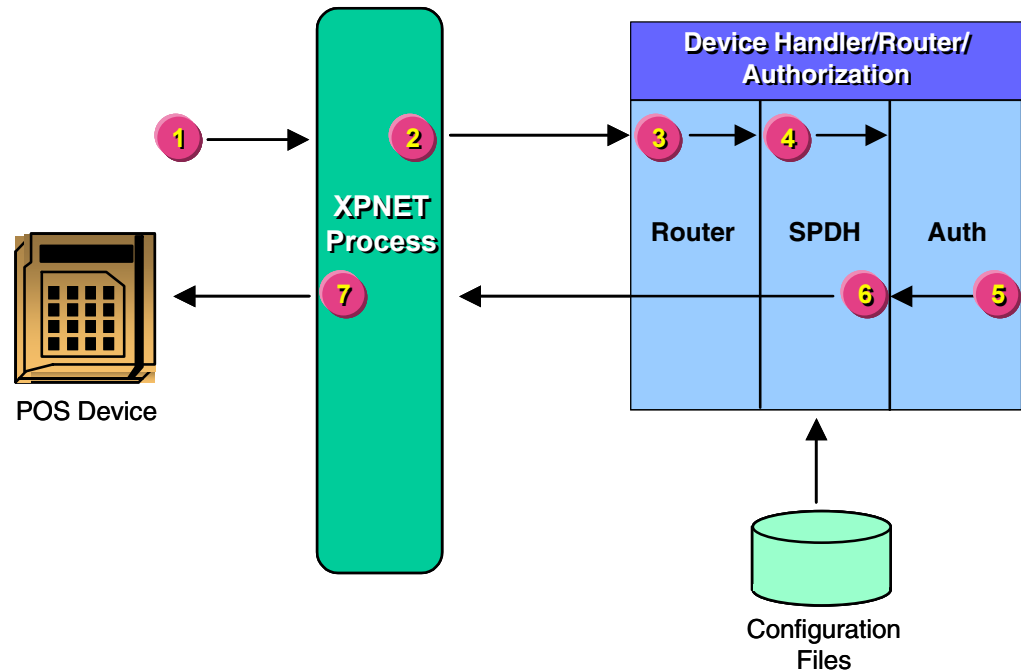 Device Handler/Router/
Authorization
1
2
3
4
XPNET
Process
Router
SPDH
Auth
7
6
5
POS Device
Configuration
Files